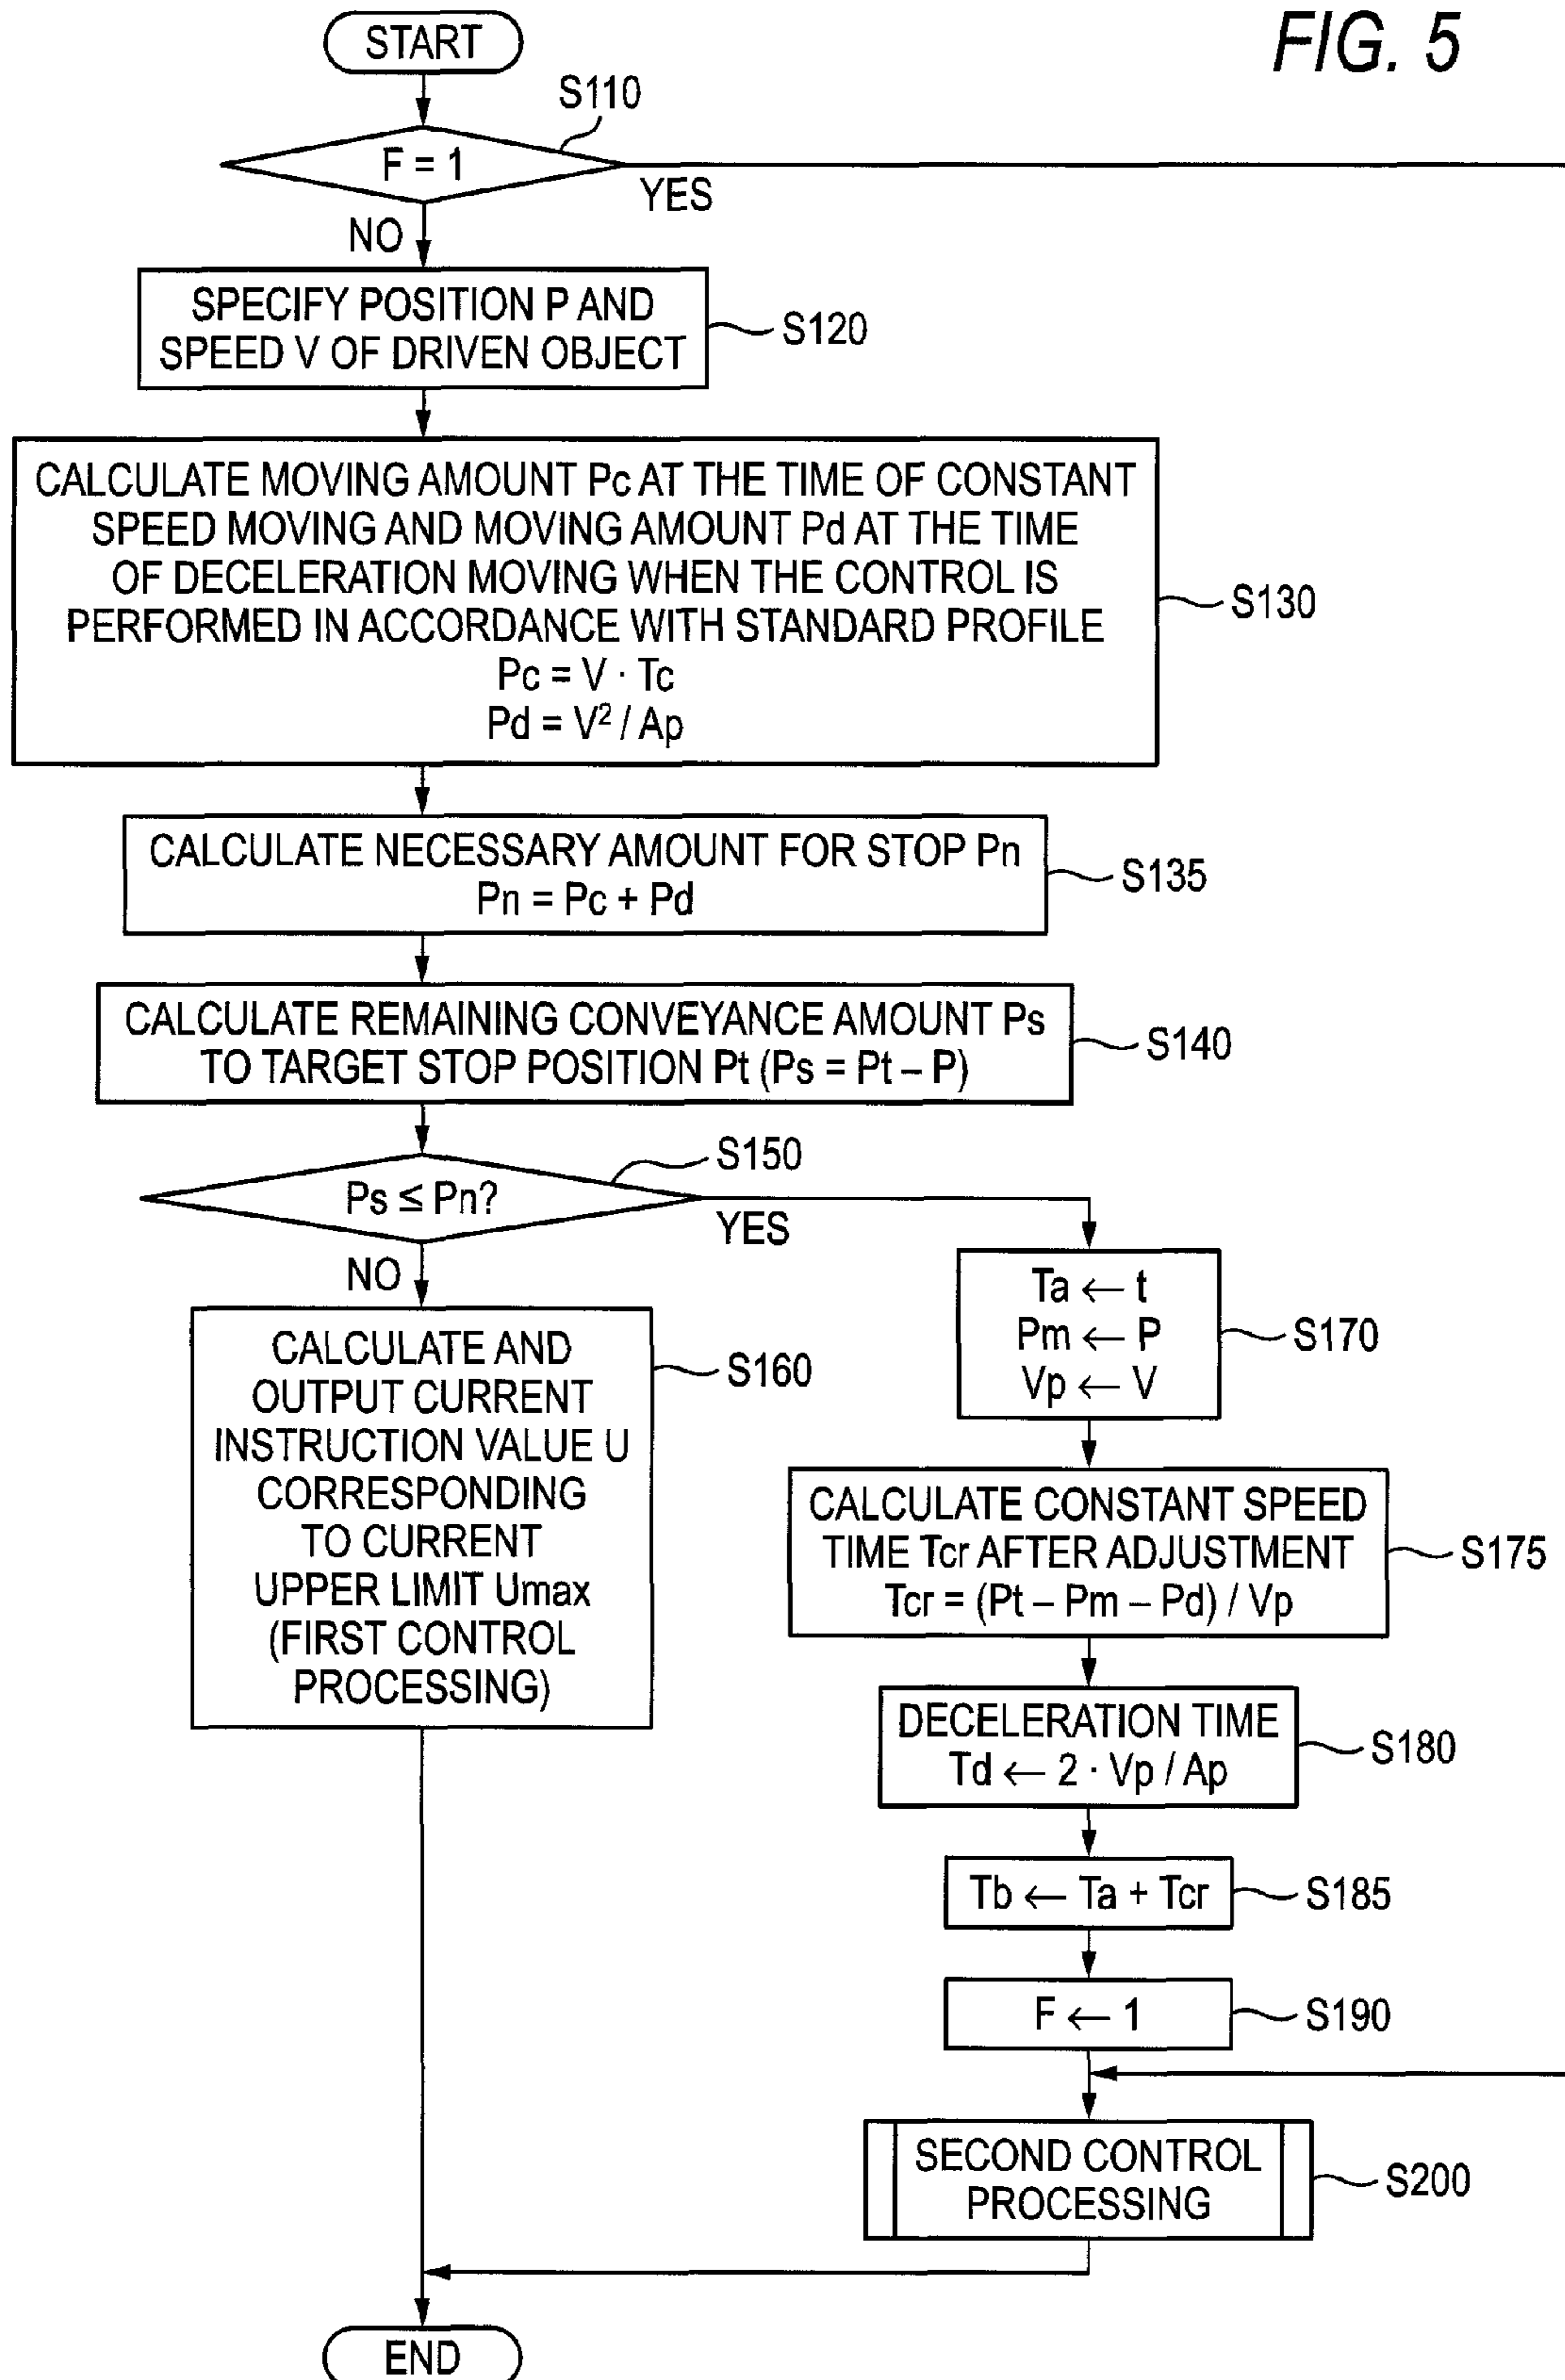 FIG. 5
START
S110
F = 1
YES
NO
SPECIFY POSITION P AND
SPEED V OF DRIVEN OBJECT
S120
CALCULATE MOVING AMOUNT Pc AT THE TIME OF CONSTANT
SPEED MOVING AND MOVING AMOUNT Pd AT THE TIME
OF DECELERATION MOVING WHEN THE CONTROL IS
PERFORMED IN ACCORDANCE WITH STANDARD PROFILE
Pc = V · Tc
Pd = V² / Ap
S130
CALCULATE NECESSARY AMOUNT FOR STOP Pn
Pn = Pc + Pd
S135
CALCULATE REMAINING CONVEYANCE AMOUNT Ps
TO TARGET STOP POSITION Pt (Ps = Pt – P)
S140
S150
Ps ≤ Pn?
YES
NO
CALCULATE AND
OUTPUT CURRENT
INSTRUCTION VALUE U
CORRESPONDING
TO CURRENT
UPPER LIMIT Umax
(FIRST CONTROL
PROCESSING)
S160
Ta ← t
Pm ← P
Vp ← V
S170
CALCULATE CONSTANT SPEED
TIME Tcr AFTER ADJUSTMENT
Tcr = (Pt – Pm – Pd) / Vp
S175
DECELERATION TIME
Td ← 2 · Vp / Ap
S180
Tb ← Ta + Tcr
S185
F ← 1
S190
SECOND CONTROL
PROCESSING
S200
END